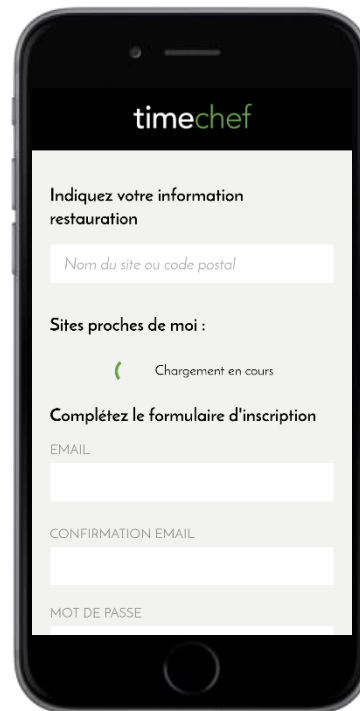 timechef
Indiquez votre information
restauration
Nom du site ou code postal
Sites proches de moi :
Chargement en cours
Complétez le formulaire d'inscription
EMAIL
CONFIRMATION EMAIL
MOT DE PASSE